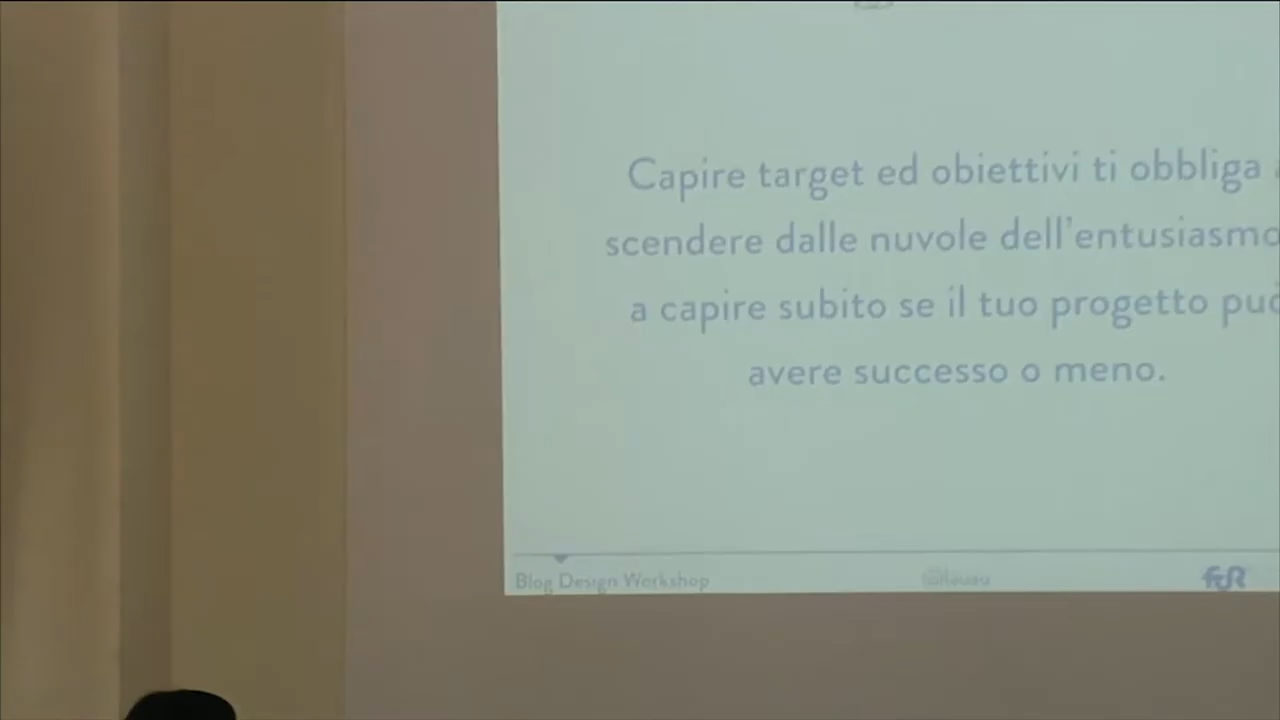 Capire target ed obiettivi ti obbliga
scendere dalle nuvole dell'entusiasmo
a capire subito se il tuo progetto può
avere successo o meno.
Blog Design Workshop